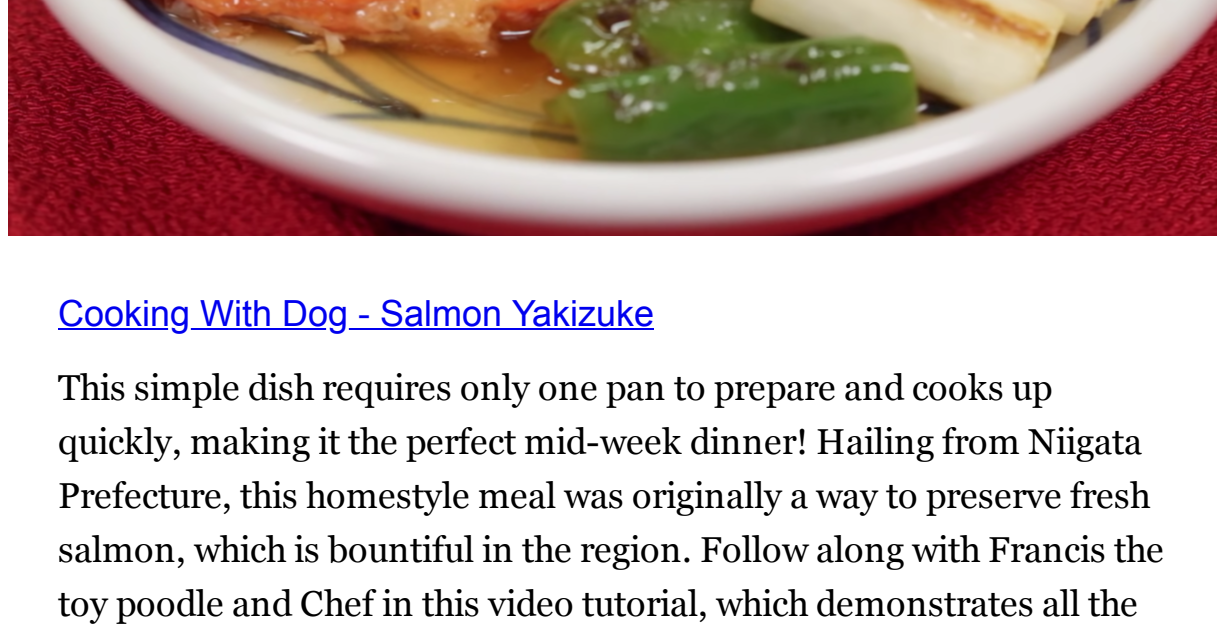 Cooking With Dog - Salmon Yakizuke
This simple dish requires only one pan to prepare and cooks up
quickly, making it the perfect mid-week dinner! Hailing from Niigata
Prefecture, this homestyle meal was originally a way to preserve fresh
salmon, which is bountiful in the region. Follow along with Francis the
toy poodle and Chef in this video tutorial, which demonstrates all the